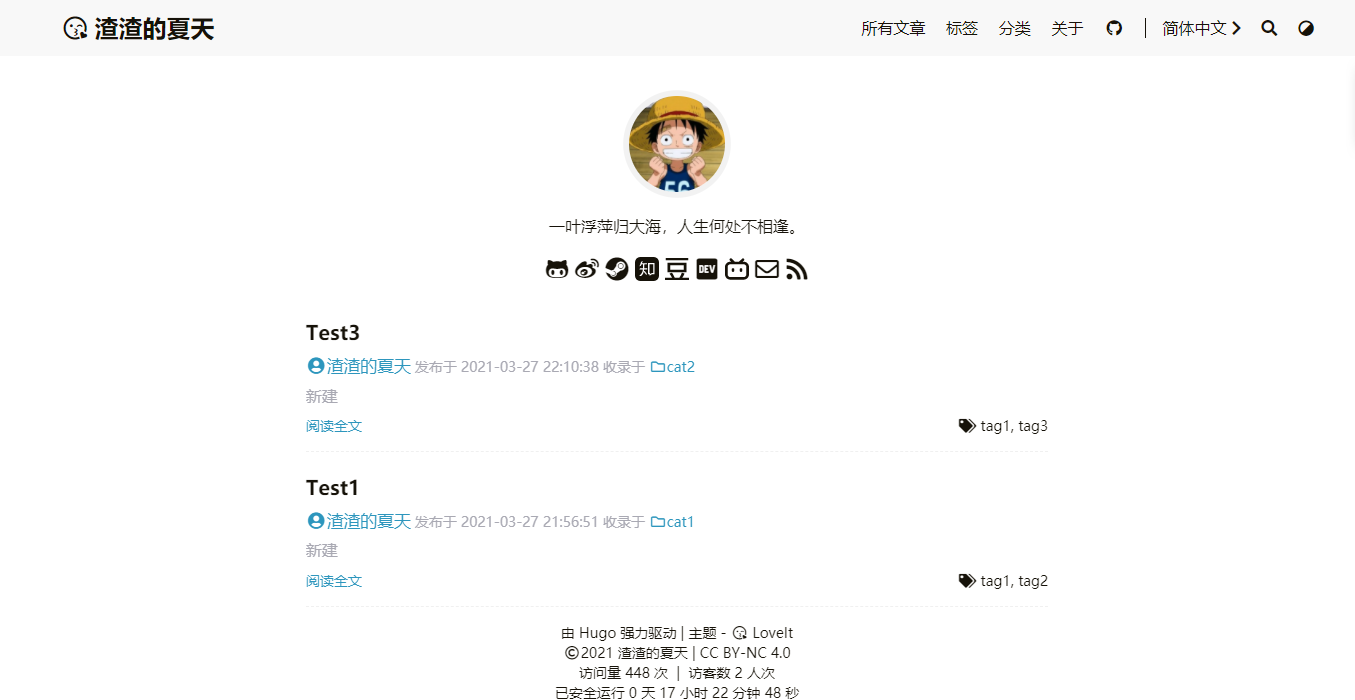 渣渣的夏天 所有文章 标签 分类 关于 简体中文
56
一叶浮萍归大海，人生何处不相逢。
知 豆 DEV
Test3
渣渣的夏天 发布于 2021-03-27 22:10:38 收录于 cat2
新建
阅读全文 tag1, tag3
Test1
渣渣的夏天 发布于 2021-03-27 21:56:51 收录于 cat1
新建
阅读全文 tag1, tag2
由 Hugo 强力驱动 | 主题 - LoveIt
©2021 渣渣的夏天 | CC BY-NC 4.0
访问量 448 次 | 访客数 2 人次
已安全运行 0 天 17 小时 22 分钟 48 秒